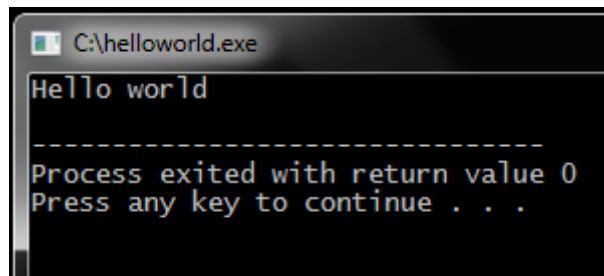 C:\helloworld.exe
Hello world
--------------------------------
Process exited with return value 0
Press any key to continue . . .